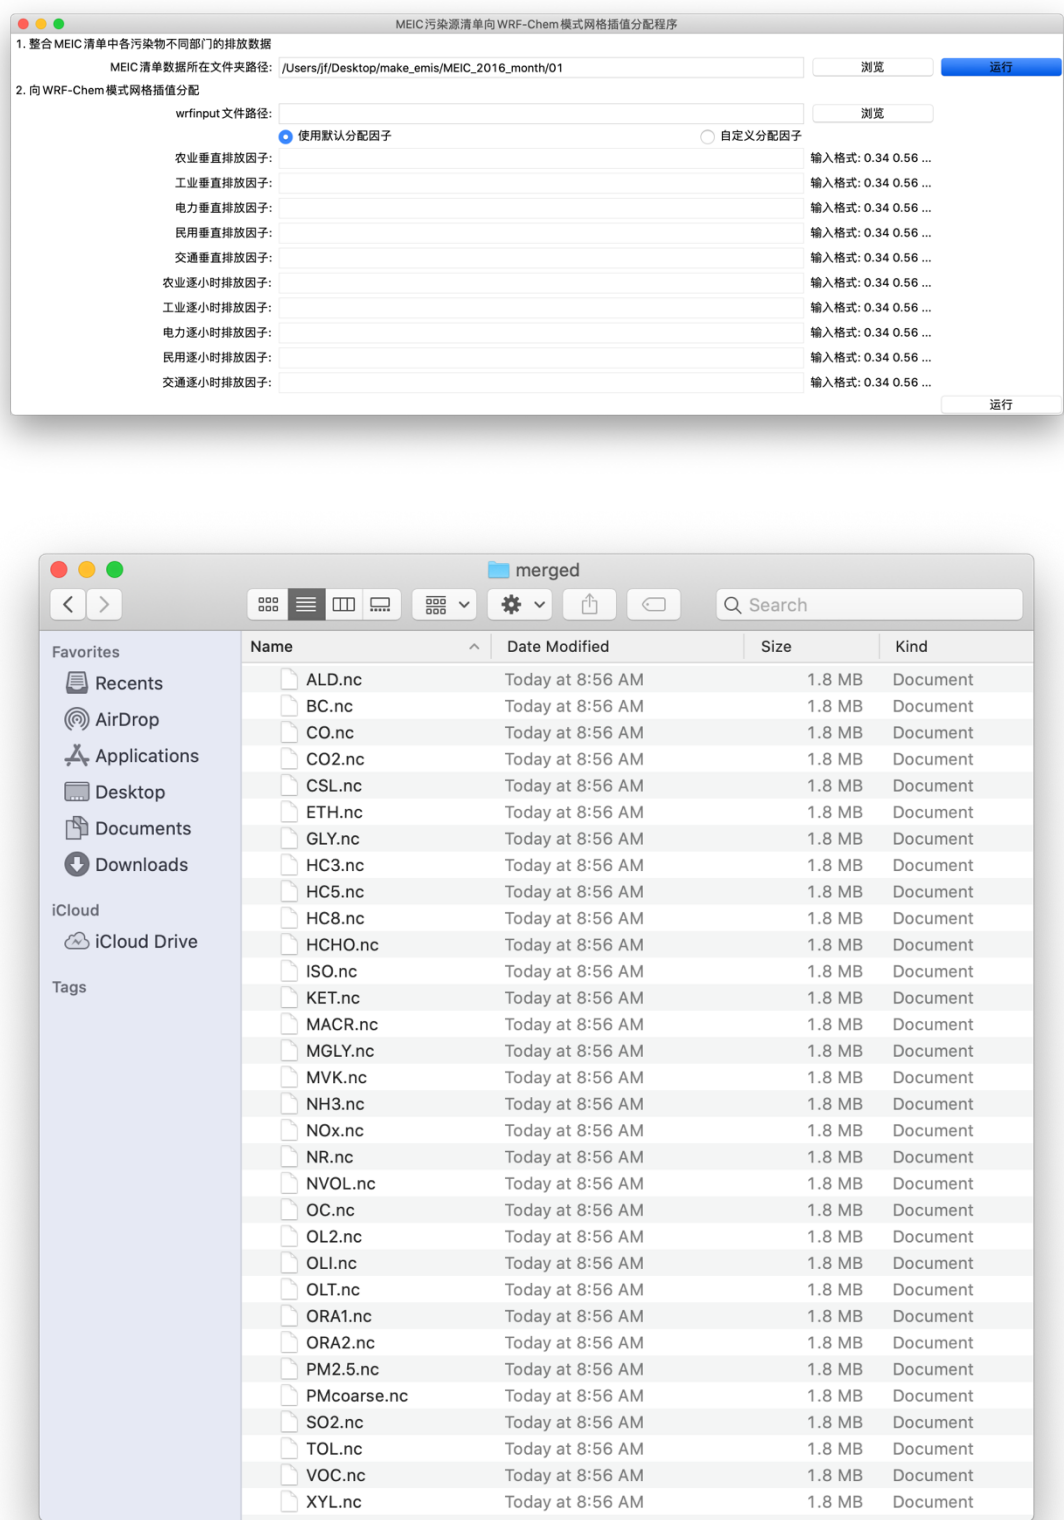 MEIC污染源清单向WRF-Chem模式网格插值分配程序
1. 整合MEIC清单中各污染物不同部门的排放数据
MEIC清单数据所在文件夹路径: /Users/jf/Desktop/make_emis/MEIC_2016_month/01 浏览 运行
2. 向WRF-Chem模式网格插值分配
wrfinput文件路径: 浏览
使用默认分配因子 自定义分配因子
农业垂直排放因子: 输入格式: 0.34 0.56 ...
工业垂直排放因子: 输入格式: 0.34 0.56 ...
电力垂直排放因子: 输入格式: 0.34 0.56 ...
民用垂直排放因子: 输入格式: 0.34 0.56 ...
交通垂直排放因子: 输入格式: 0.34 0.56 ...
农业逐小时排放因子: 输入格式: 0.34 0.56 ...
工业逐小时排放因子: 输入格式: 0.34 0.56 ...
电力逐小时排放因子: 输入格式: 0.34 0.56 ...
民用逐小时排放因子: 输入格式: 0.34 0.56 ...
交通逐小时排放因子: 输入格式: 0.34 0.56 ...
运行
merged
Search
Favorites
Recents
AirDrop
Applications
Desktop
Documents
Downloads
iCloud
iCloud Drive
Tags
Name Date Modified Size Kind
ALD.nc Today at 8:56 AM 1.8 MB Document
BC.nc Today at 8:56 AM 1.8 MB Document
CO.nc Today at 8:56 AM 1.8 MB Document
CO2.nc Today at 8:56 AM 1.8 MB Document
CSL.nc Today at 8:56 AM 1.8 MB Document
ETH.nc Today at 8:56 AM 1.8 MB Document
GLY.nc Today at 8:56 AM 1.8 MB Document
HC3.nc Today at 8:56 AM 1.8 MB Document
HC5.nc Today at 8:56 AM 1.8 MB Document
HC8.nc Today at 8:56 AM 1.8 MB Document
HCHO.nc Today at 8:56 AM 1.8 MB Document
ISO.nc Today at 8:56 AM 1.8 MB Document
KET.nc Today at 8:56 AM 1.8 MB Document
MACR.nc Today at 8:56 AM 1.8 MB Document
MGLY.nc Today at 8:56 AM 1.8 MB Document
MVK.nc Today at 8:56 AM 1.8 MB Document
NH3.nc Today at 8:56 AM 1.8 MB Document
NOx.nc Today at 8:56 AM 1.8 MB Document
NR.nc Today at 8:56 AM 1.8 MB Document
NVOL.nc Today at 8:56 AM 1.8 MB Document
OC.nc Today at 8:56 AM 1.8 MB Document
OL2.nc Today at 8:56 AM 1.8 MB Document
OLI.nc Today at 8:56 AM 1.8 MB Document
OLT.nc Today at 8:56 AM 1.8 MB Document
ORA1.nc Today at 8:56 AM 1.8 MB Document
ORA2.nc Today at 8:56 AM 1.8 MB Document
PM2.5.nc Today at 8:56 AM 1.8 MB Document
PMcoarse.nc Today at 8:56 AM 1.8 MB Document
SO2.nc Today at 8:56 AM 1.8 MB Document
TOL.nc Today at 8:56 AM 1.8 MB Document
VOC.nc Today at 8:56 AM 1.8 MB Document
XYL.nc Today at 8:56 AM 1.8 MB Document